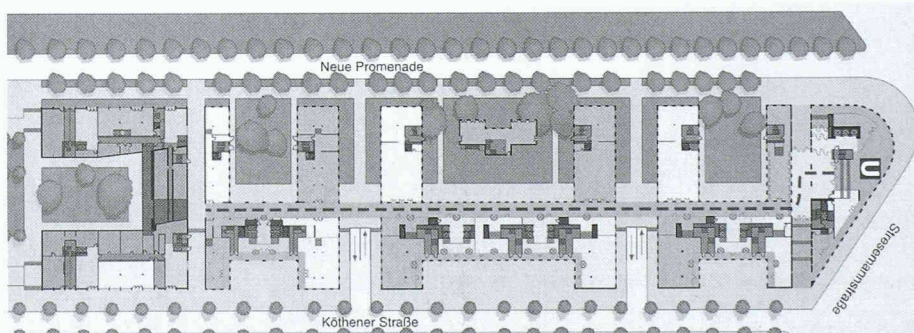 Neue Promenade
U
Stresemannstraße
Köthener Straße